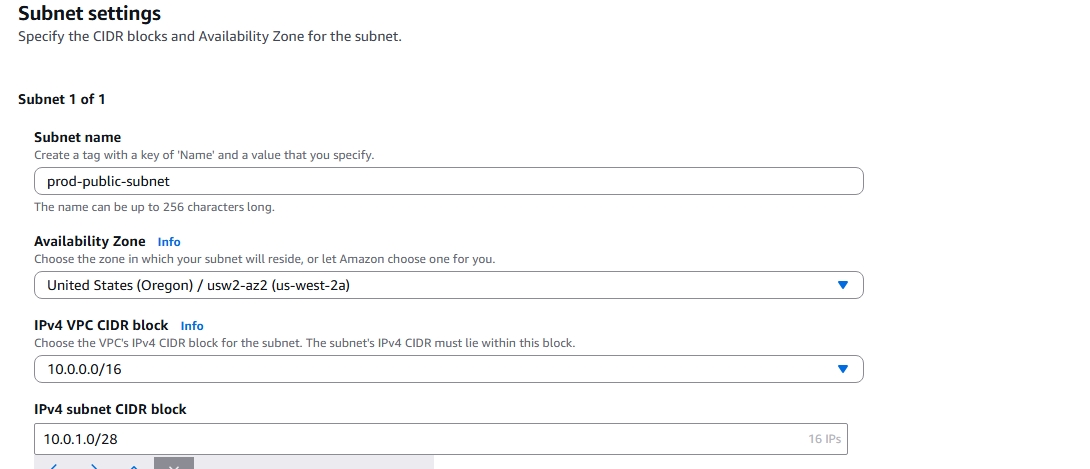 Subnet settings
Specify the CIDR blocks and Availability Zone for the subnet.
Subnet 1 of 1
Subnet name
Create a tag with a key of 'Name' and a value that you specify.
prod-public-subnet
The name can be up to 256 characters long.
Availability Zone Info
Choose the zone in which your subnet will reside, or let Amazon choose one for you.
United States (Oregon) / usw2-az2 (us-west-2a)
IPv4 VPC CIDR block Info
Choose the VPC's IPv4 CIDR block for the subnet. The subnet's IPv4 CIDR must lie within this block.
10.0.0.0/16
IPv4 subnet CIDR block
10.0.1.0/28 16 IPs